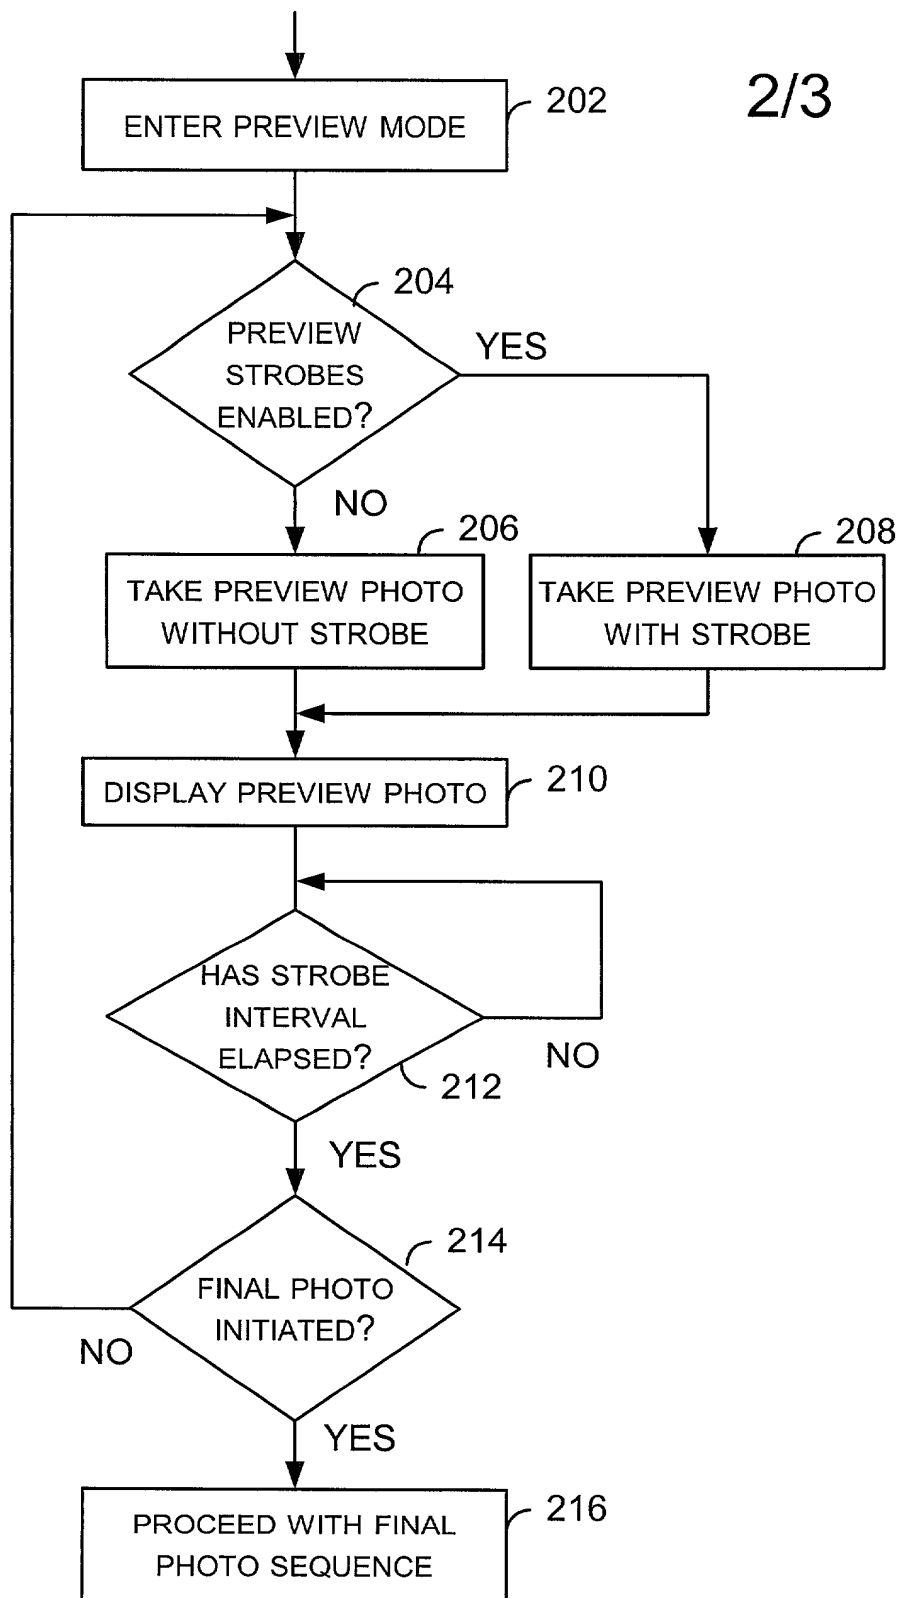 2/3
ENTER PREVIEW MODE
202
204
PREVIEW
STROBES
ENABLED?
YES
NO
206
TAKE PREVIEW PHOTO
WITHOUT STROBE
208
TAKE PREVIEW PHOTO
WITH STROBE
DISPLAY PREVIEW PHOTO
210
HAS STROBE
INTERVAL
ELAPSED?
NO
212
YES
214
FINAL PHOTO
INITIATED?
NO
YES
PROCEED WITH FINAL
PHOTO SEQUENCE
216